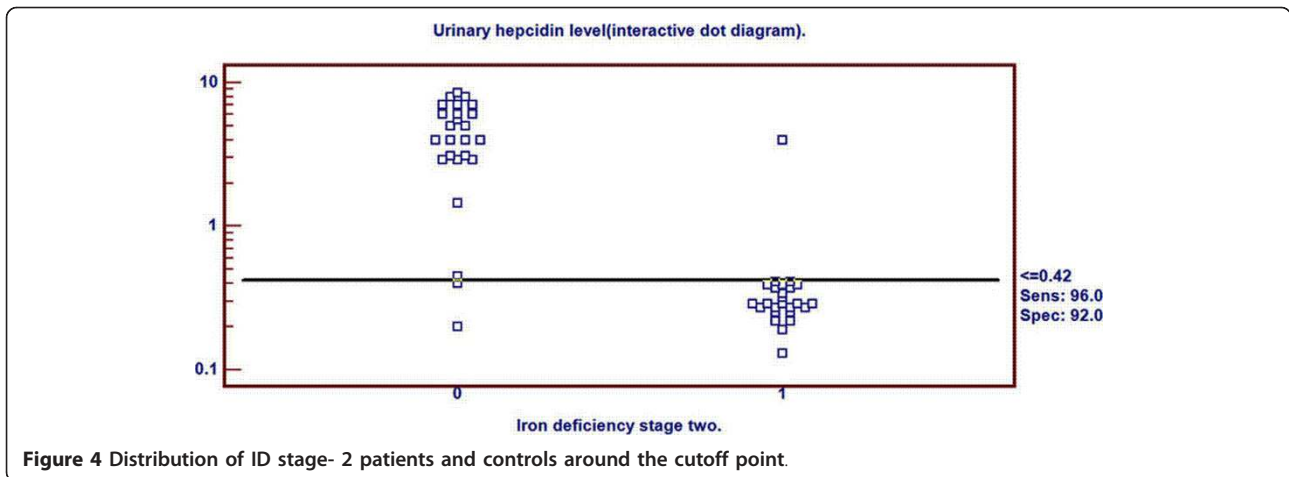 Urinary hepcidin level(interactive dot diagram).
10
1
0.1
<=0.42
Sens: 96.0
Spec: 92.0
0 1
Iron deficiency stage two.
Figure 4 Distribution of ID stage- 2 patients and controls around the cutoff point.